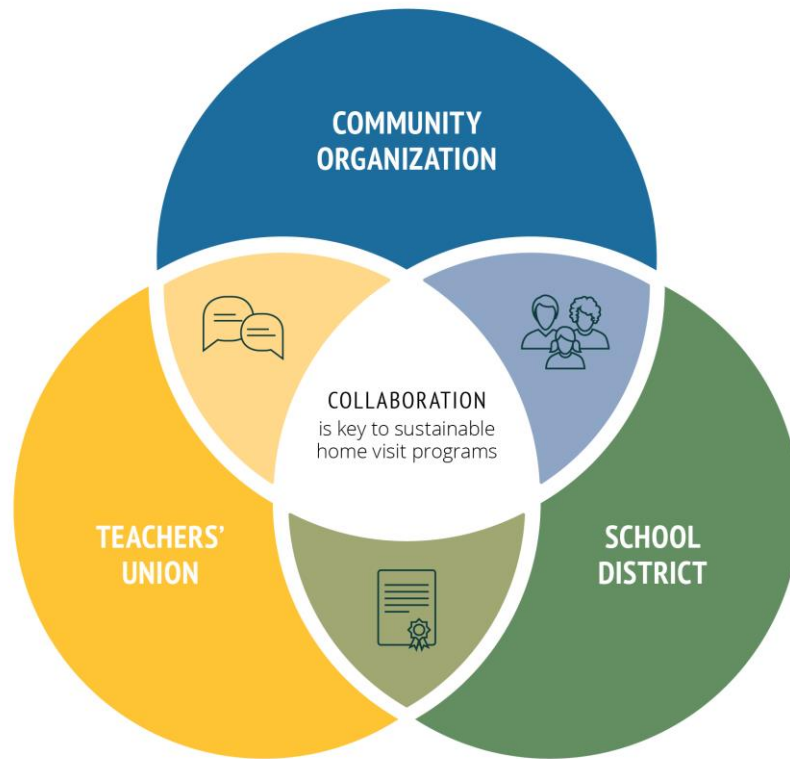 COMMUNITY
ORGANIZATION
COLLABORATION
is key to sustainable
home visit programs
TEACHERS’
UNION
SCHOOL
DISTRICT